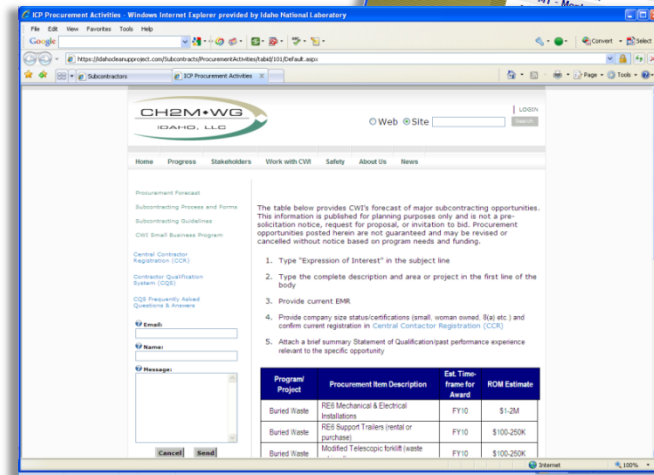 ICP Procurement Activities - Windows Internet Explorer provided by Idaho National Laboratory
File Edit View Favorites Tools Help
Google
Convert Select
https://idahocleanupproject.com/Subcontracts/ProcurementActivities/tabid/101/Default.aspx
Subcontractors
ICP Procurement Activities
Page Tools
CH2M•WG
IDAHO, LLC
LOGIN
Web Site
Search
Home Progress Stakeholders Work with CWI Safety About Us News
Procurement Forecast
Subcontracting Process and Forms
Subcontracting Guidelines
CWI Small Business Program
Central Contractor
Registration (CCR)
Contractor Qualification
System (CQS)
CQS Frequently Asked
Questions & Answers
Email:
Name:
Message:
Cancel Send
The table below provides CWI's forecast of major subcontracting opportunities.
This information is published for planning purposes only and is not a pre-
solicitation notice, request for proposal, or invitation to bid. Procurement
opportunities posted herein are not guaranteed and may be revised or
cancelled without notice based on program needs and funding.
1. Type "Expression of Interest" in the subject
line
2. Type the complete description and area or project in the first line of the
body
3. Provide current EMR
4. Provide company size status/certifications (small, woman owned, 8(a) etc.) and
confirm current registration in Central Contactor Registration (CCR)
5. Attach a brief summary Statement of Qualification/past performance experience
relevant to the specific opportunity
Program/
Project
Procurement Item Description
Est. Time-
frame for
Award
ROM Estimate
Buried Waste
RE6 Mechanical & Electrical
Installations
FY10
$1-2M
Buried Waste
RE6 Support Trailers (rental or
purchase)
FY10
$100-250K
Buried Waste
Modified Telescopic forklift (waste
FY10
$100-250K
Internet
100%